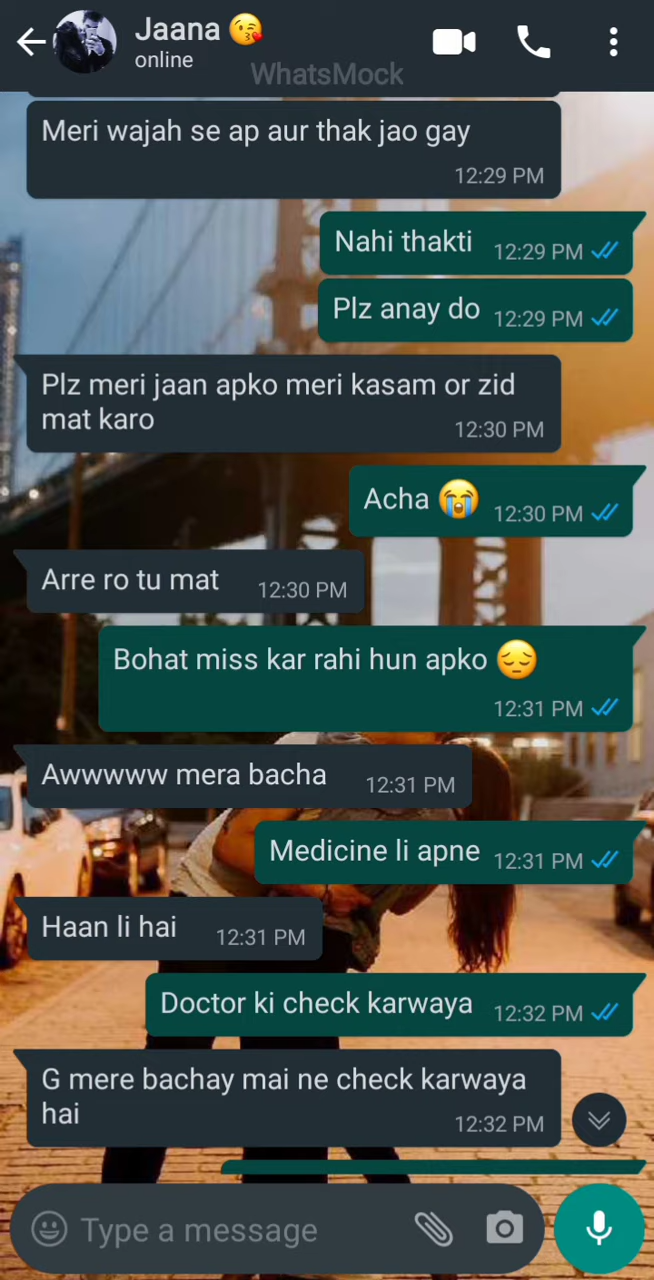 Jaana 😘
online
WhatsMock
Meri wajah se ap aur thak jao gay
12:29 PM
Nahi thakti 12:29 PM
Plz anay do 12:29 PM
Plz meri jaan apko meri kasam or zid
mat karo 12:30 PM
Acha 😭 12:30 PM
Arre ro tu mat 12:30 PM
Bohat miss kar rahi hun apko 😔
12:31 PM
Awwwww mera bacha 12:31 PM
Medicine li apne 12:31 PM
Haan li hai 12:31 PM
Doctor ki check karwaya 12:32 PM
G mere bachay mai ne check karwaya
hai 12:32 PM
Type a message